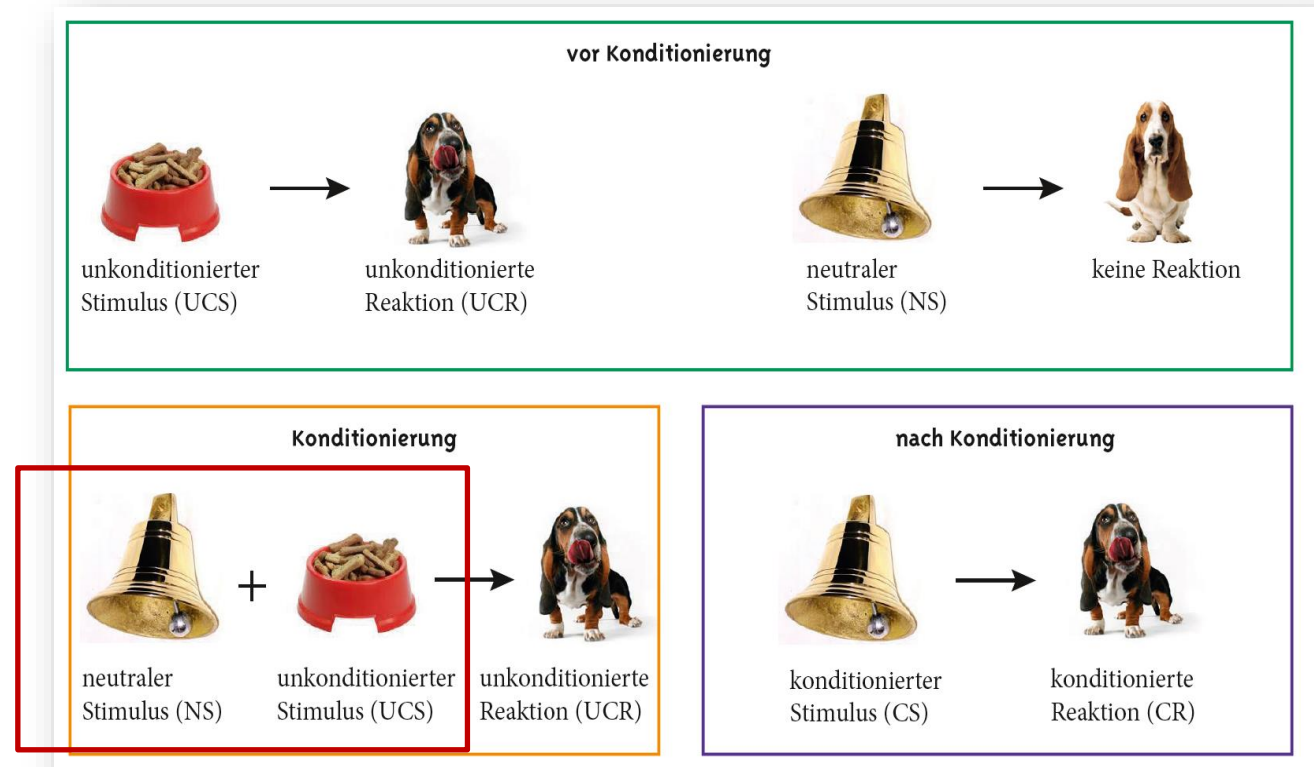 vor Konditionierung
unkonditionierter
Stimulus (UCS)
unkonditionierte
Reaktion (UCR)
neutraler
Stimulus (NS)
keine Reaktion
Konditionierung
neutraler
Stimulus (NS)
+
unkonditionierter
Stimulus (UCS)
unkonditionierte
Reaktion (UCR)
nach Konditionierung
konditionierter
Stimulus (CS)
konditionierte
Reaktion (CR)